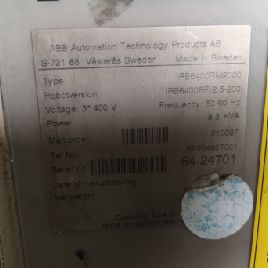 ABB Automation Technology Products AB
S-721 68 Västerås Sweden Made in Sweden
Type IRB6400RM2000
Robotversion: IRB6400RF/2.5-200
Voltage: 3* 400 V Frequency: 50-60 Hz
Power 8.3 KVA
Man.order: 210087
Ref.No: RF204627001
Serial no 64-24701
Date of manufacturing
Net weight